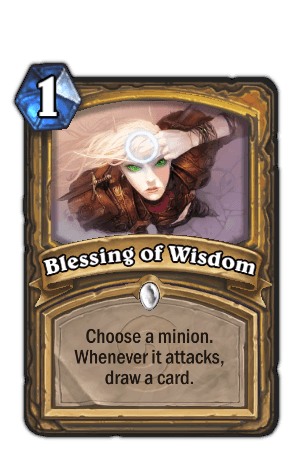 1
Blessing of Wisdom
Choose a minion.
Whenever it attacks,
draw a card.